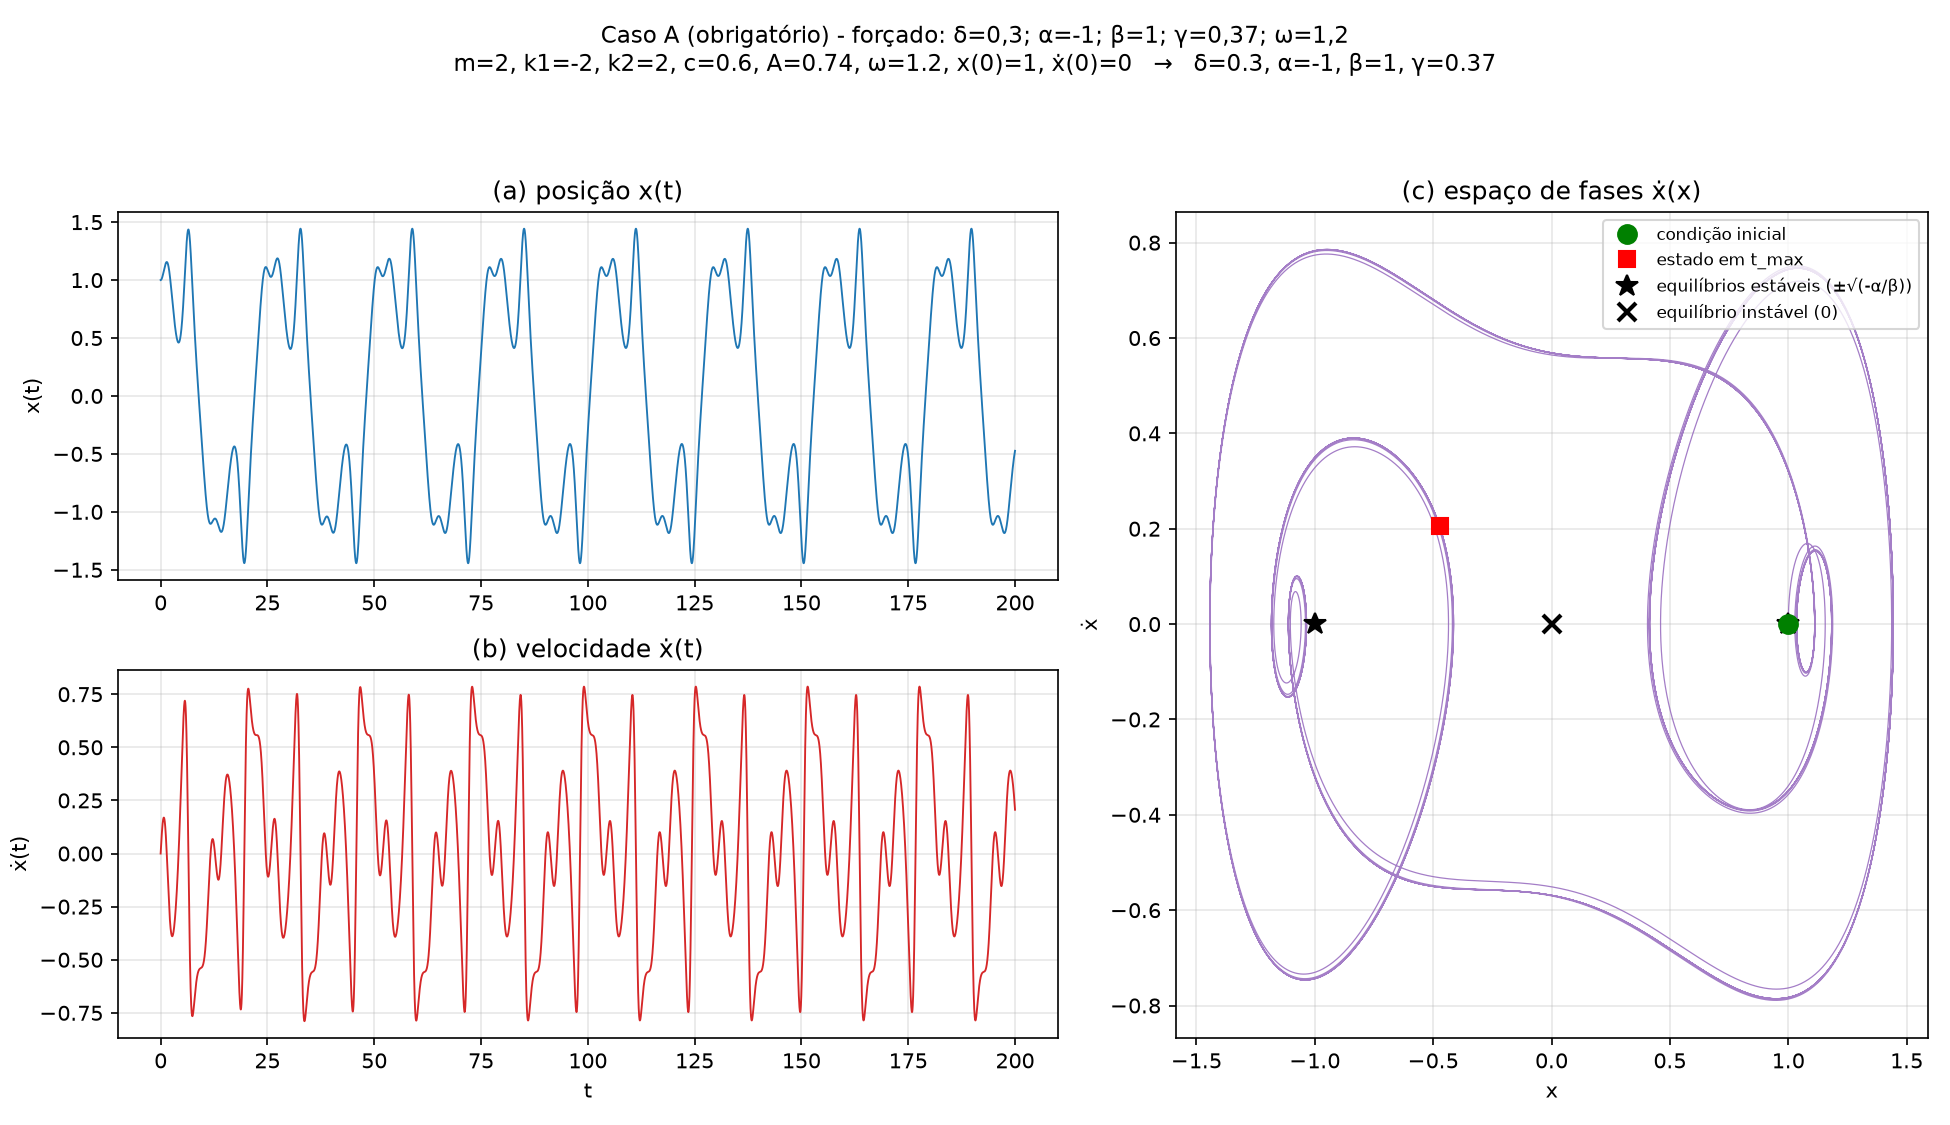 Caso A (obrigatório) - forçado: δ=0,3; α=-1; β=1; γ=0,37; ω=1,2
m=2, k1=-2, k2=2, c=0.6, A=0.74, ω=1.2, x(0)=1, ẋ(0)=0 → δ=0.3, α=-1, β=1, γ=0.37
(a) posição x(t)
1.5
1.0
0.5
0.0
−0.5
−1.0
−1.5
x(t)
0 25 50 75 100 125 150 175 200
(b) velocidade ẋ(t)
0.75
0.50
0.25
0.00
−0.25
−0.50
−0.75
ẋ(t)
0 25 50 75 100 125 150 175 200
t
(c) espaço de fases ẋ(x)
condição inicial
estado em t_max
equilíbrios estáveis (±√(-α/β))
equilíbrio instável (0)
0.8
0.6
0.4
0.2
0.0
−0.2
−0.4
−0.6
−0.8
ẋ
−1.5 −1.0 −0.5 0.0 0.5 1.0 1.5
x